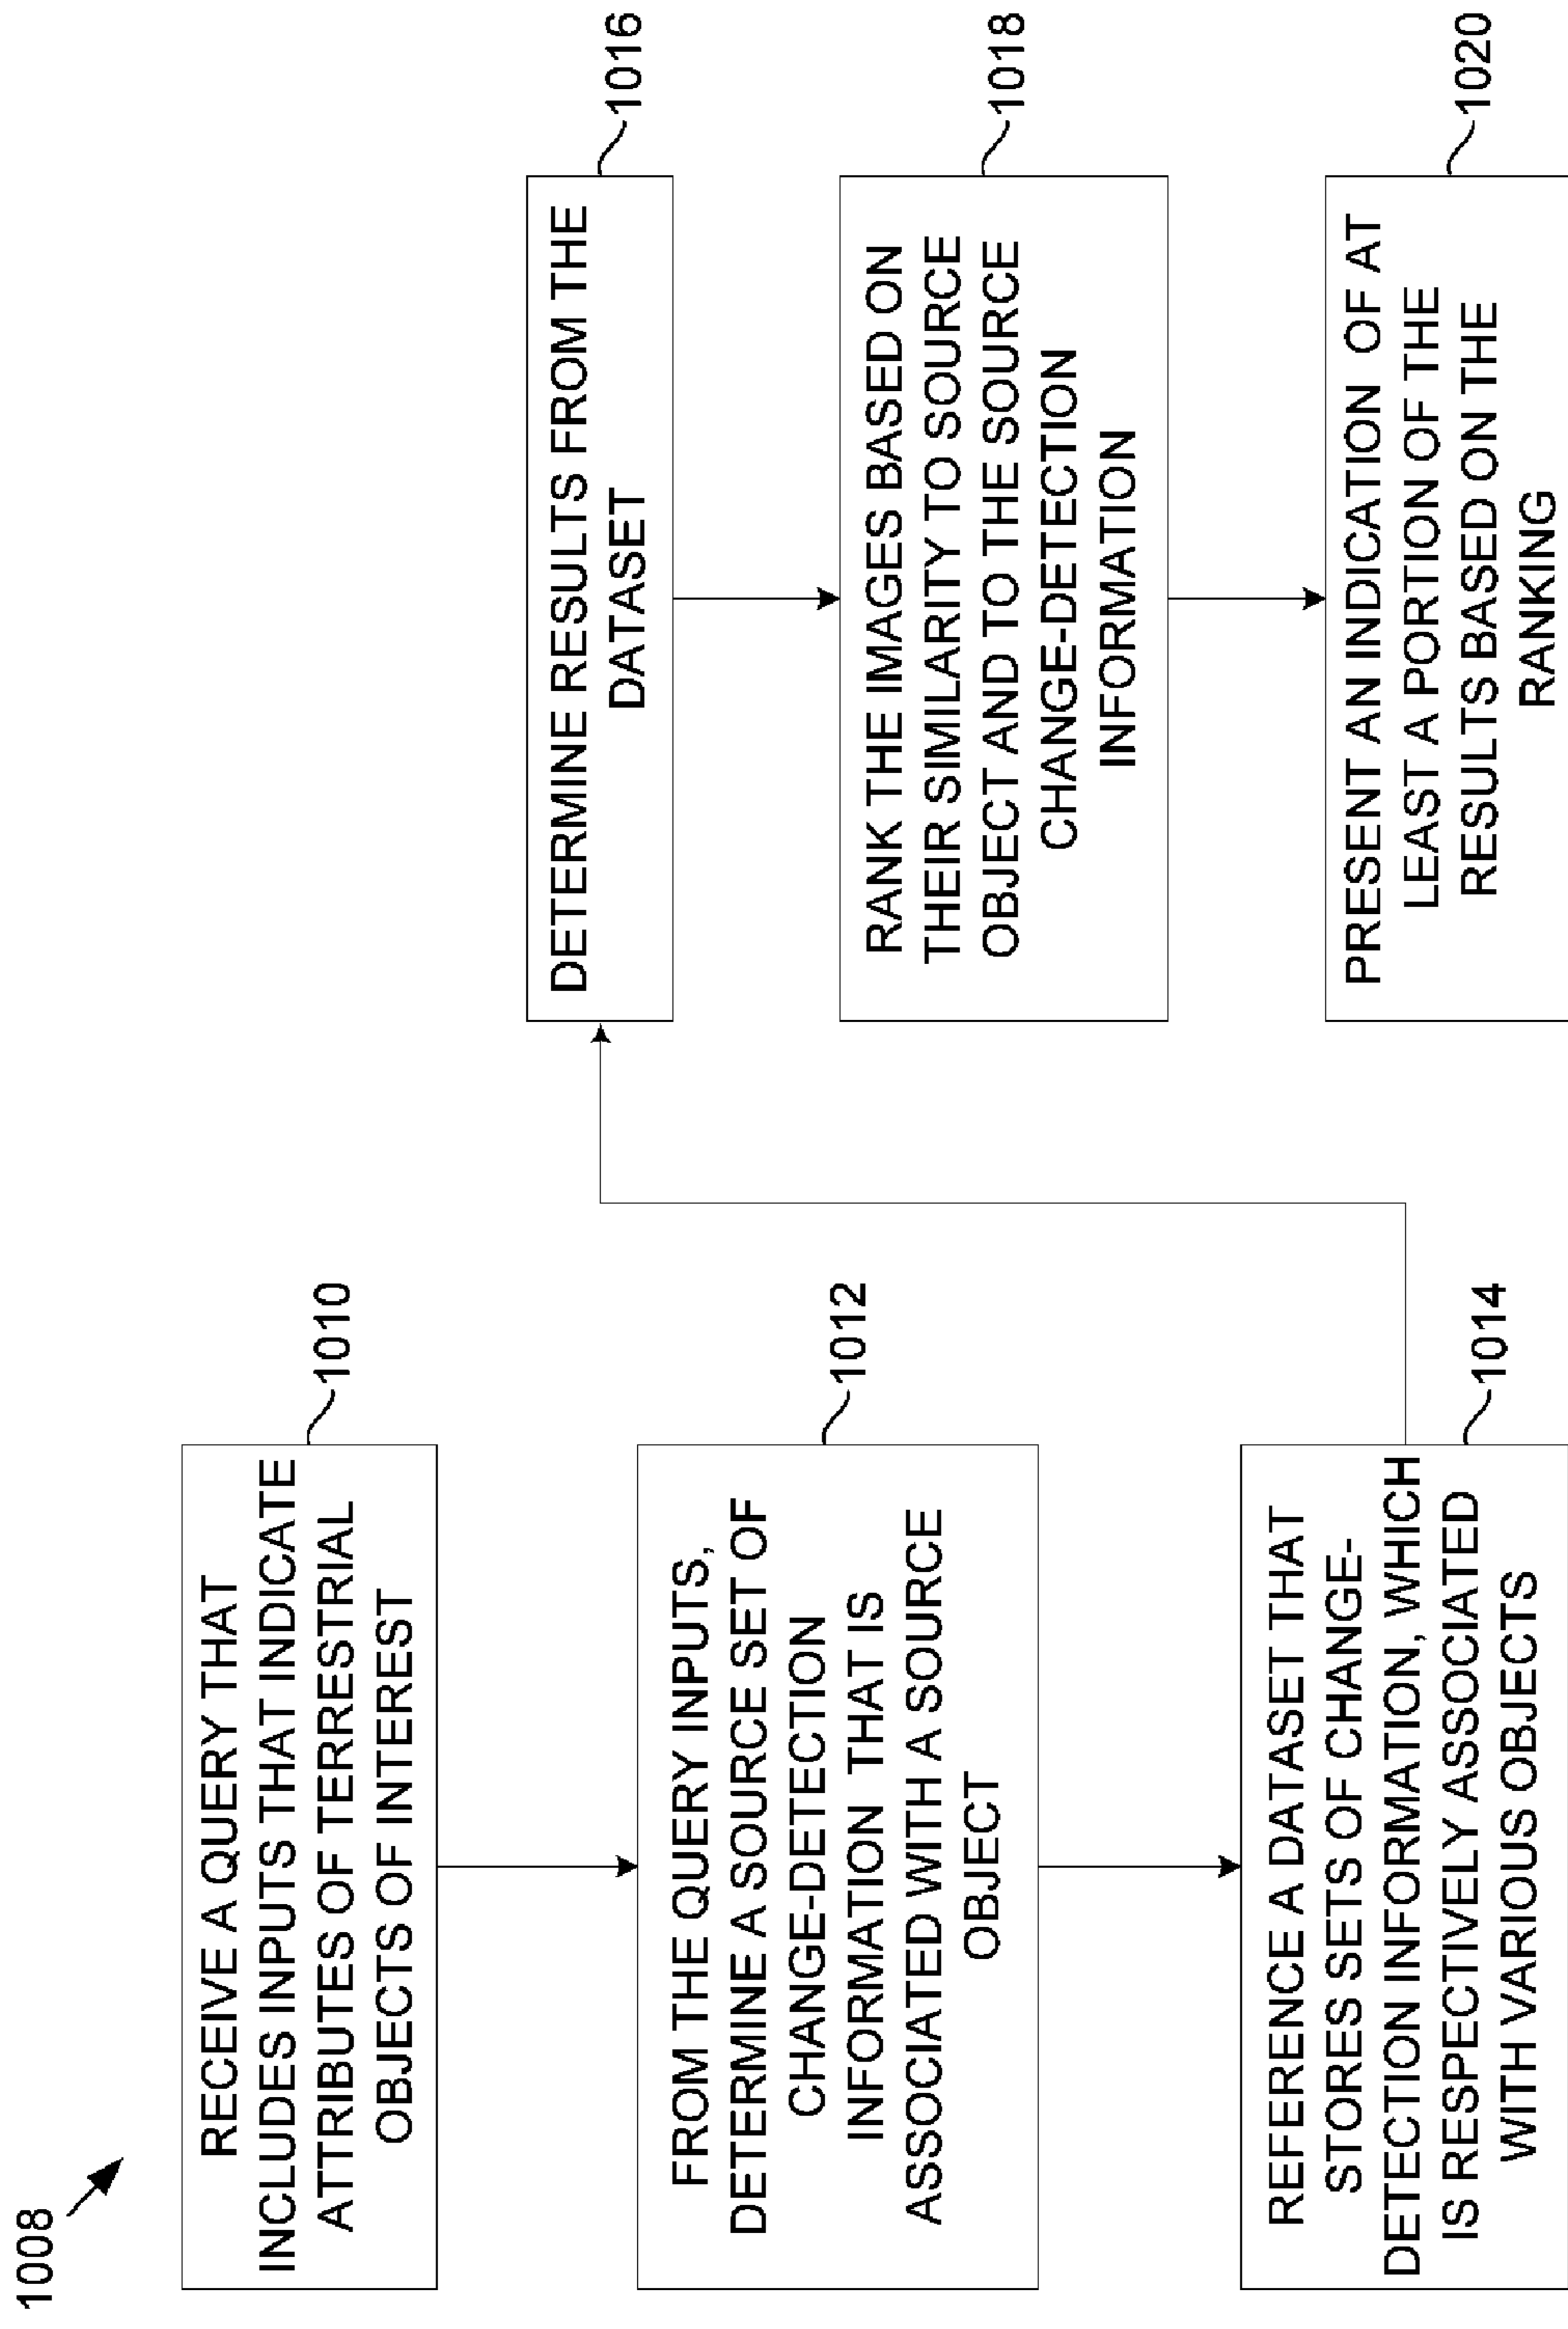 1008
RECEIVE A QUERY THAT
INCLUDES INPUTS THAT INDICATE
ATTRIBUTES OF TERRESTRIAL
OBJECTS OF INTEREST
1010
FROM THE QUERY INPUTS,
DETERMINE A SOURCE SET OF
CHANGE-DETECTION
INFORMATION THAT IS
ASSOCIATED WITH A SOURCE
OBJECT
1012
REFERENCE A DATASET THAT
STORES SETS OF CHANGE-
DETECTION INFORMATION, WHICH
IS RESPECTIVELY ASSOCIATED
WITH VARIOUS OBJECTS
1014
DETERMINE RESULTS FROM THE
DATASET
1016
RANK THE IMAGES BASED ON
THEIR SIMILARITY TO SOURCE
OBJECT AND TO THE SOURCE
CHANGE-DETECTION
INFORMATION
1018
PRESENT AN INDICATION OF AT
LEAST A PORTION OF THE
RESULTS BASED ON THE
RANKING
1020